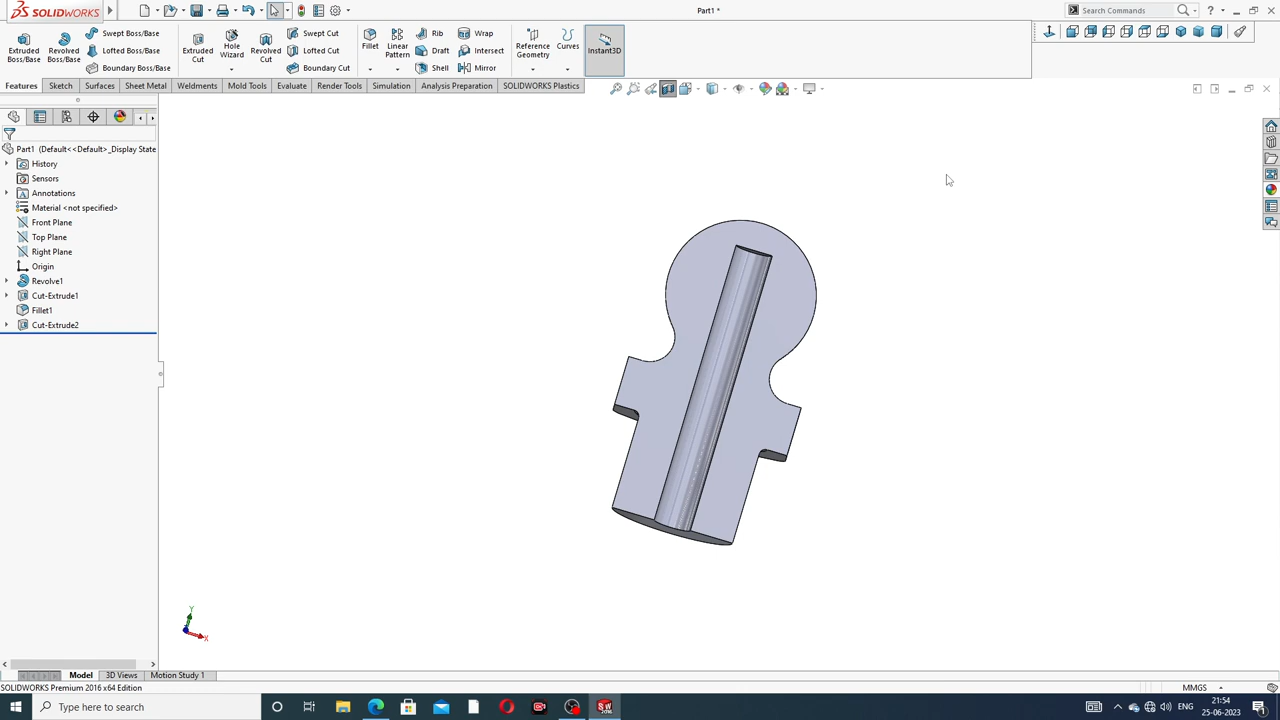 SOLIDWORKS
Part1 *
Search Commands
Extruded Boss/Base
Revolved Boss/Base
Swept Boss/Base
Lofted Boss/Base
Boundary Boss/Base
Extruded Cut
Hole Wizard
Revolved Cut
Swept Cut
Lofted Cut
Boundary Cut
Fillet
Linear Pattern
Rib
Draft
Shell
Wrap
Intersect
Mirror
Reference Geometry
Curves
Instant3D
Features
Sketch
Surfaces
Sheet Metal
Weldments
Mold Tools
Evaluate
Render Tools
Simulation
Analysis Preparation
SOLIDWORKS Plastics
Part1 (Default<<Default>_Display State
History
Sensors
Annotations
Material <not specified>
Front Plane
Top Plane
Right Plane
Origin
Revolve1
Cut-Extrude1
Fillet1
Cut-Extrude2
Y
X
Model
3D Views
Motion Study 1
SOLIDWORKS Premium 2016 x64 Edition
MMGS
Type here to search
ENG
21:54
25-06-2023